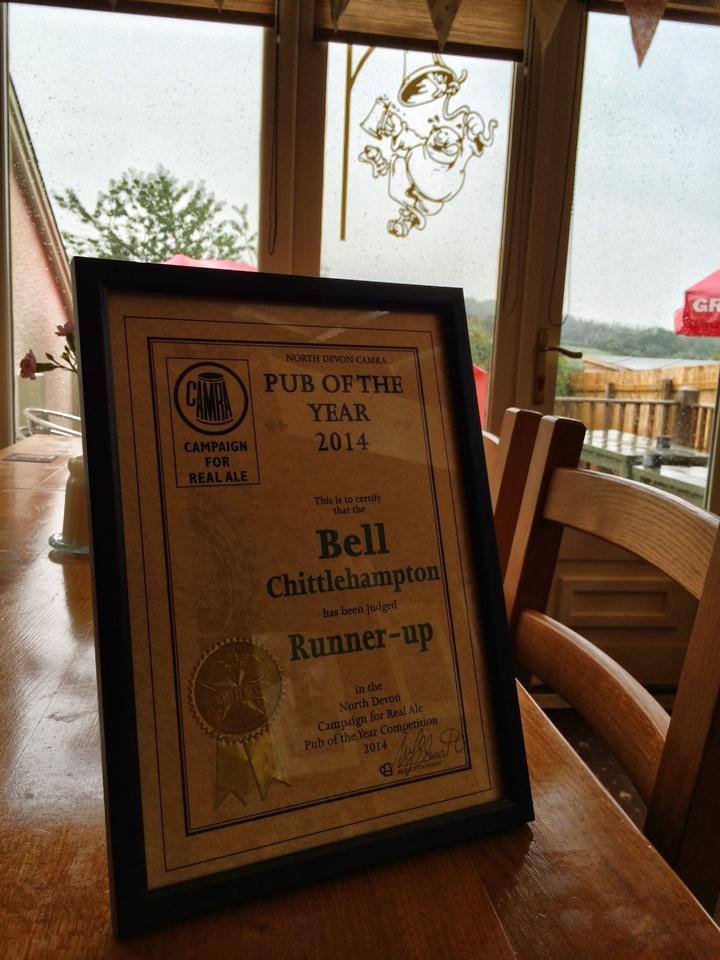 NORTH DEVON CAMRA
PUB OF THE
YEAR
2014
CAMRA
CAMPAIGN
FOR
REAL ALE
This is to certify
that the
Bell
Chittlehampton
has been judged
Runner-up
in the
North Devon
Campaign for Real Ale
Pub of the Year Competition
2014
GR